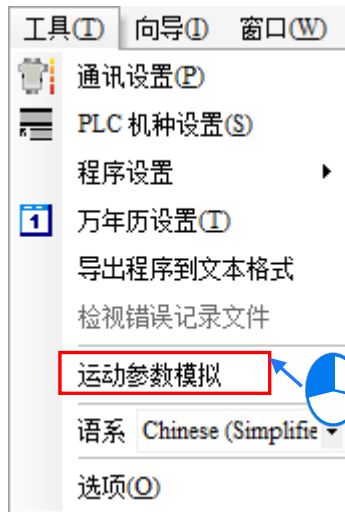 工具(T) 向导(I) 窗口(W)
通讯设置(P)
PLC 机种设置(S)
程序设置
1 万年历设置(T)
导出程序到文本格式
检视错误记录文件
运动参数模拟
语系 Chinese (Simplifie
选项(O)